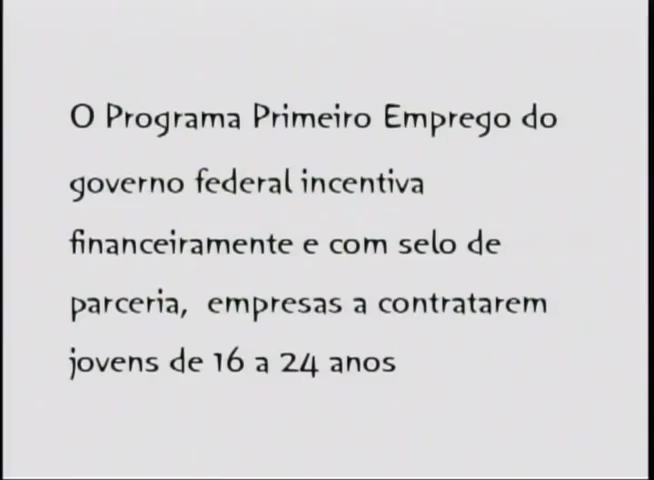 O Programa Primeiro Emprego do
governo federal incentiva
financeiramente e com selo de
parceria, empresas a contratarem
jovens de 16 a 24 anos